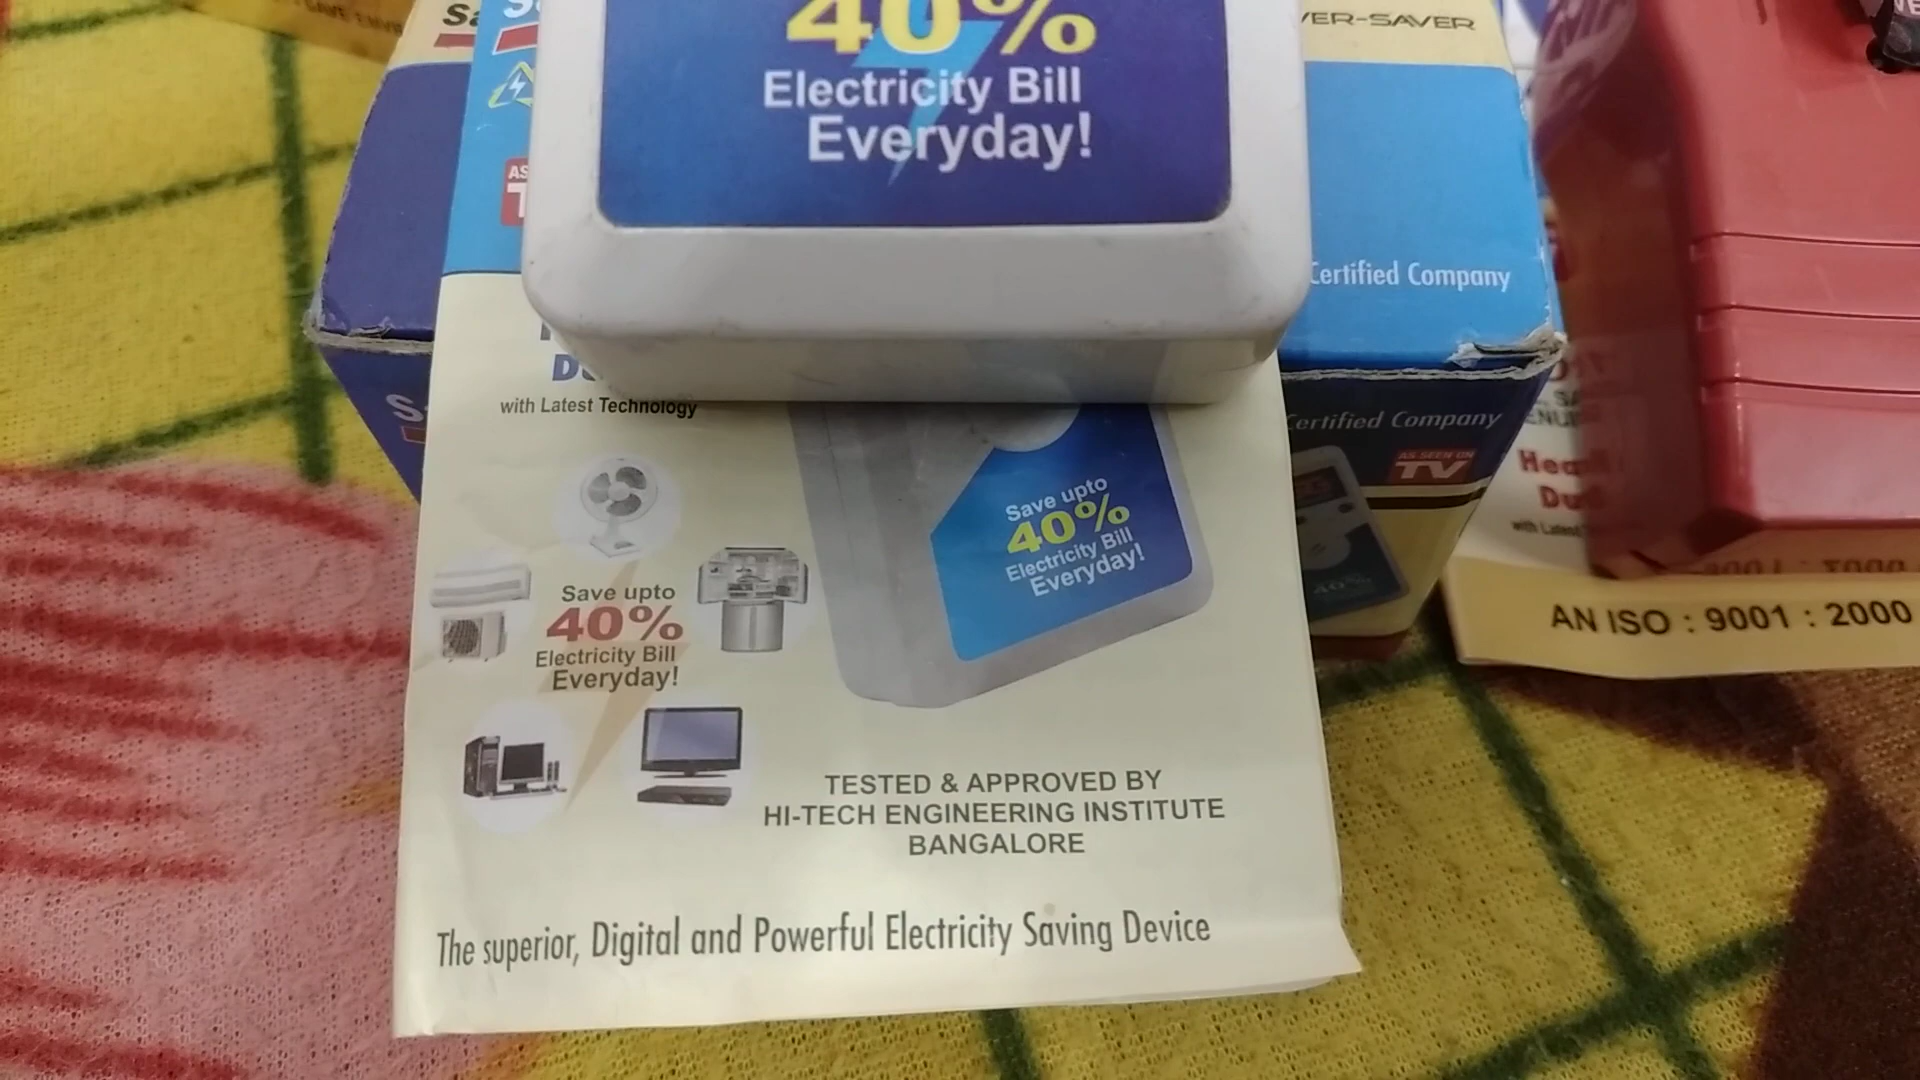 40%
Electricity Bill
Everyday!
ER-SAVER
Certified Company
with Latest Technology
Save upto
40%
Electricity Bill
Everyday!
Save upto
40%
Electricity Bill
Everyday!
TESTED & APPROVED BY
HI-TECH ENGINEERING INSTITUTE
BANGALORE
The superior, Digital and Powerful Electricity Saving Device
Certified Company
AS SEEN ON
TV
AN ISO : 9001 : 2000